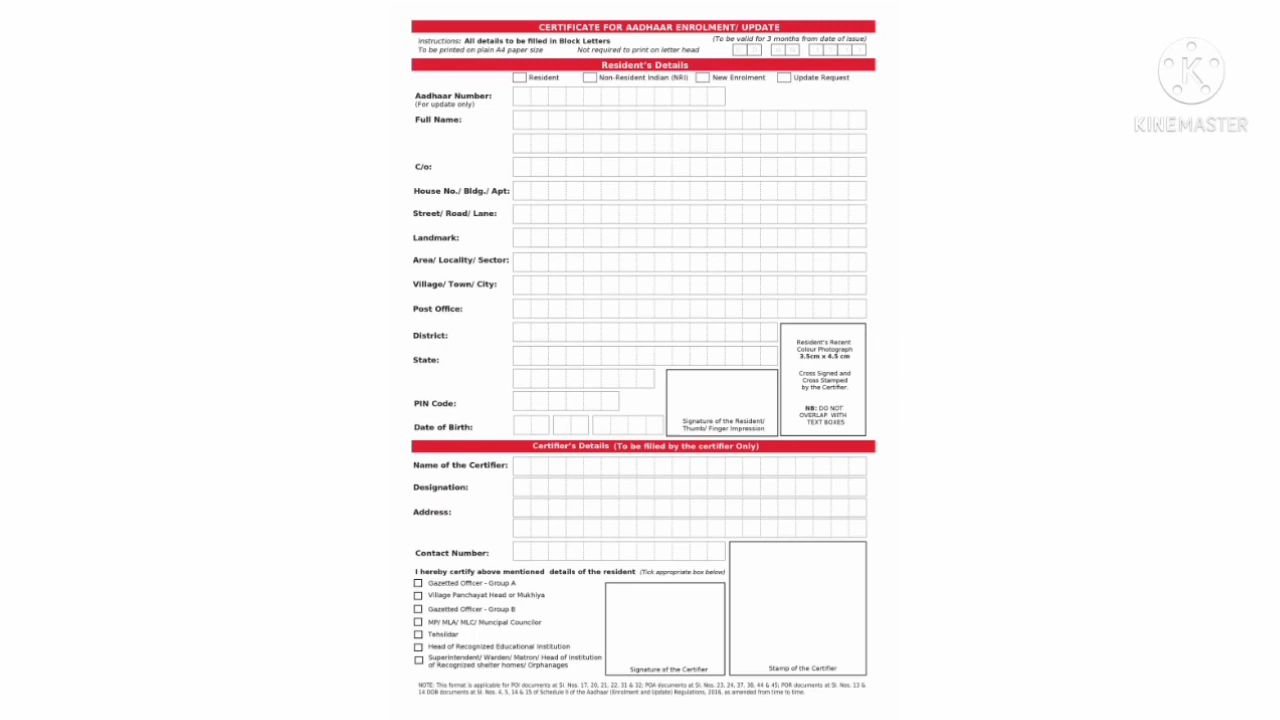 CERTIFICATE FOR AADHAAR ENROLMENT/ UPDATE
Instructions: All details to be filled in Block Letters
(To be valid for 3 months from date of issue)
To be printed on plain A4 paper size Not required to print on letter head
Resident's Details
Resident Non-Resident Indian (NRI) New Enrolment Update Request
Aadhaar Number:
(For update only)
Full Name:
C/o:
House No./ Bldg./ Apt:
Street/ Road/ Lane:
Landmark:
Area/ Locality/ Sector:
Village/ Town/ City:
Post Office:
District:
State:
PIN Code:
Date of Birth:
Signature of the Resident/
Thumb/ Finger Impression
Resident's Recent
Colour Photograph
3.5cm x 4.5 cm
Cross Signed and
Cross Stamped
by the Certifier.
NB: DO NOT
OVERLAP WITH
TEXT BOXES
Certifier's Details (To be filled by the certifier Only)
Name of the Certifier:
Designation:
Address:
Contact Number:
I hereby certify above mentioned details of the resident (Tick appropriate box below)
Gazetted Officer - Group A
Village Panchayat Head or Mukhiya
Gazetted Officer - Group B
MP/ MLA/ MLC/ Muncipal Councilor
Tehsildar
Head of Recognized Educational Institution
Superintendent/ Warden/ Matron/ Head of Institution
of Recognized shelter homes/ Orphanages
Signature of the Certifier
Stamp of the Certifier
NOTE: This format is applicable for POI documents at Sl. Nos. 17, 20, 21, 22, 31 & 32; POA documents at Sl. Nos. 23, 24, 37, 38, 44 & 45; POR documents at Sl. Nos. 13 &
14 DOB documents at Sl. Nos. 4, 5, 14 & 15 of Schedule II of the Aadhaar (Enrolment and Update) Regulations, 2016, as amended from time to time.
K
KINEMASTER